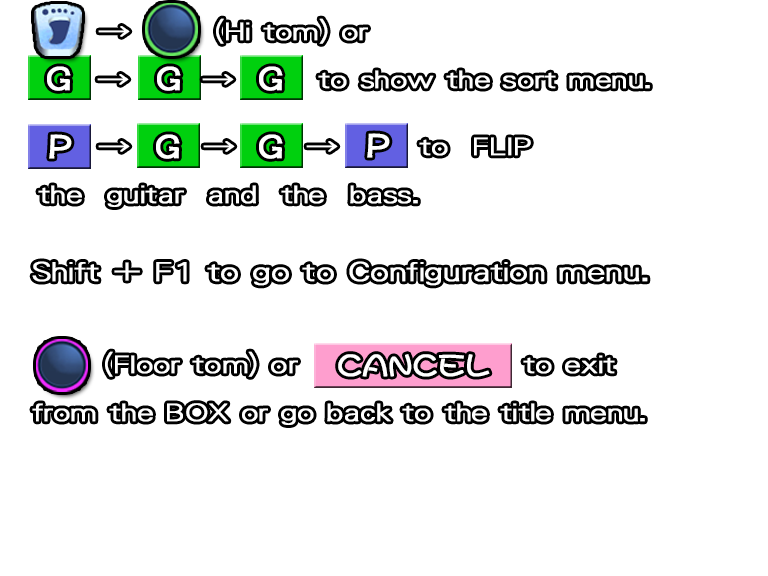 → (Hi tom) or
G → G → G to show the sort menu.
P → G → G → P to FLIP
the guitar and the bass.
Shift + F1 to go to Configuration menu.
(Floor tom) or CANCEL to exit
from the BOX or go back to the title menu.